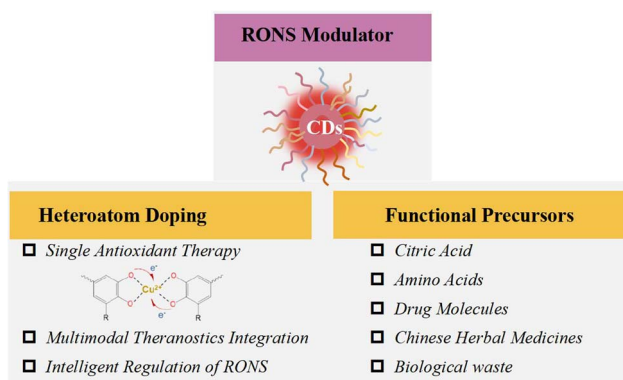 RONS Modulator
CDs
Heteroatom Doping
Single Antioxidant Therapy
O
O
Cu²⁺
O
O
e⁻
e⁻
R
R
Multimodal Theranostics Integration
Intelligent Regulation of RONS
Functional Precursors
Citric Acid
Amino Acids
Drug Molecules
Chinese Herbal Medicines
Biological waste